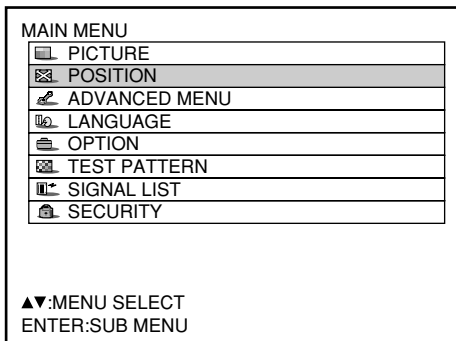 MAIN MENU
PICTURE
POSITION
ADVANCED MENU
LANGUAGE
OPTION
TEST PATTERN
SIGNAL LIST
SECURITY
▲▼:MENU SELECT
ENTER:SUB MENU